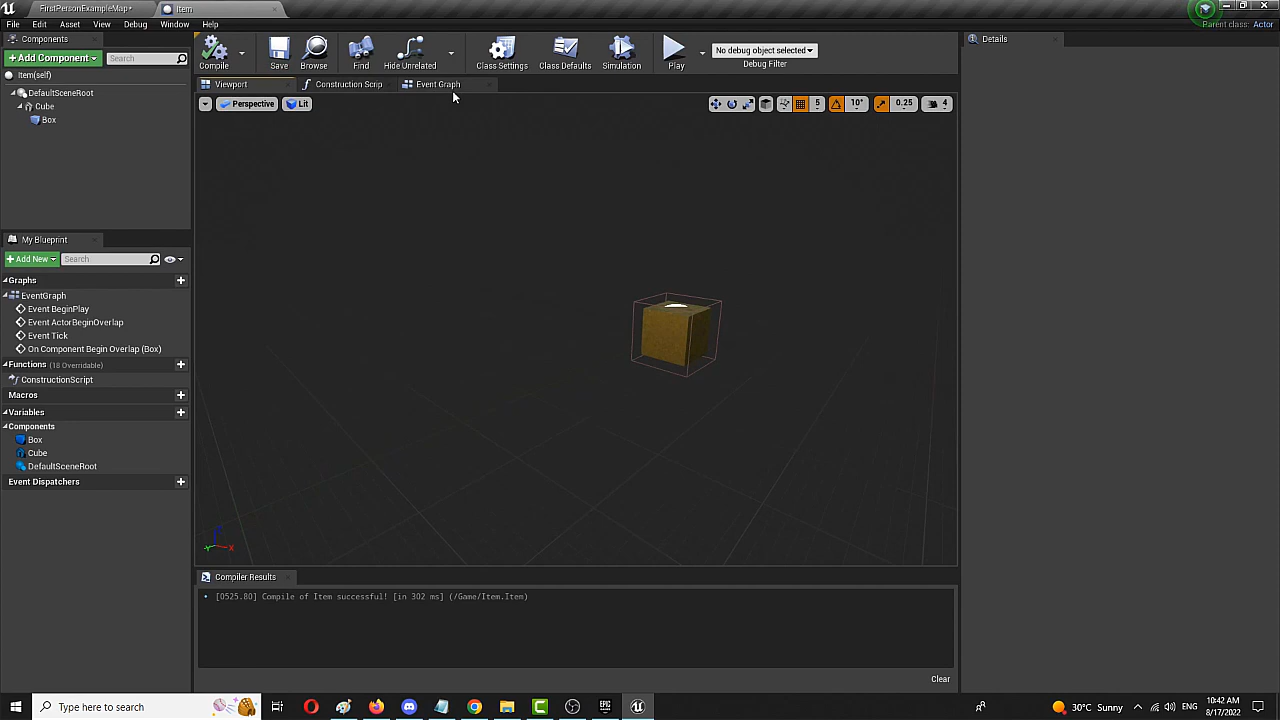 FirstPersonExampleMap*
Item
File Edit Asset View Debug Window Help
Parent class: Actor
Components
+Add Component Search
Item(self)
DefaultSceneRoot
Cube
Box
Compile Save Browse Find Hide Unrelated Class Settings Class Defaults Simulation Play
No debug object selected
Debug Filter
Details
Viewport Construction Scrip Event Graph
Perspective Lit
5 10° 0.25 4
My Blueprint
+Add New Search
Graphs
EventGraph
Event BeginPlay
Event ActorBeginOverlap
Event Tick
On Component Begin Overlap (Box)
Functions (18 Overridable)
ConstructionScript
Macros
Variables
Components
Box
Cube
DefaultSceneRoot
Event Dispatchers
Z
X
Y
Compiler Results
[0525.80] Compile of Item successful! [in 302 ms] (/Game/Item.Item)
Clear
Type here to search
30°C Sunny
ENG
10:42 AM
8/17/2022